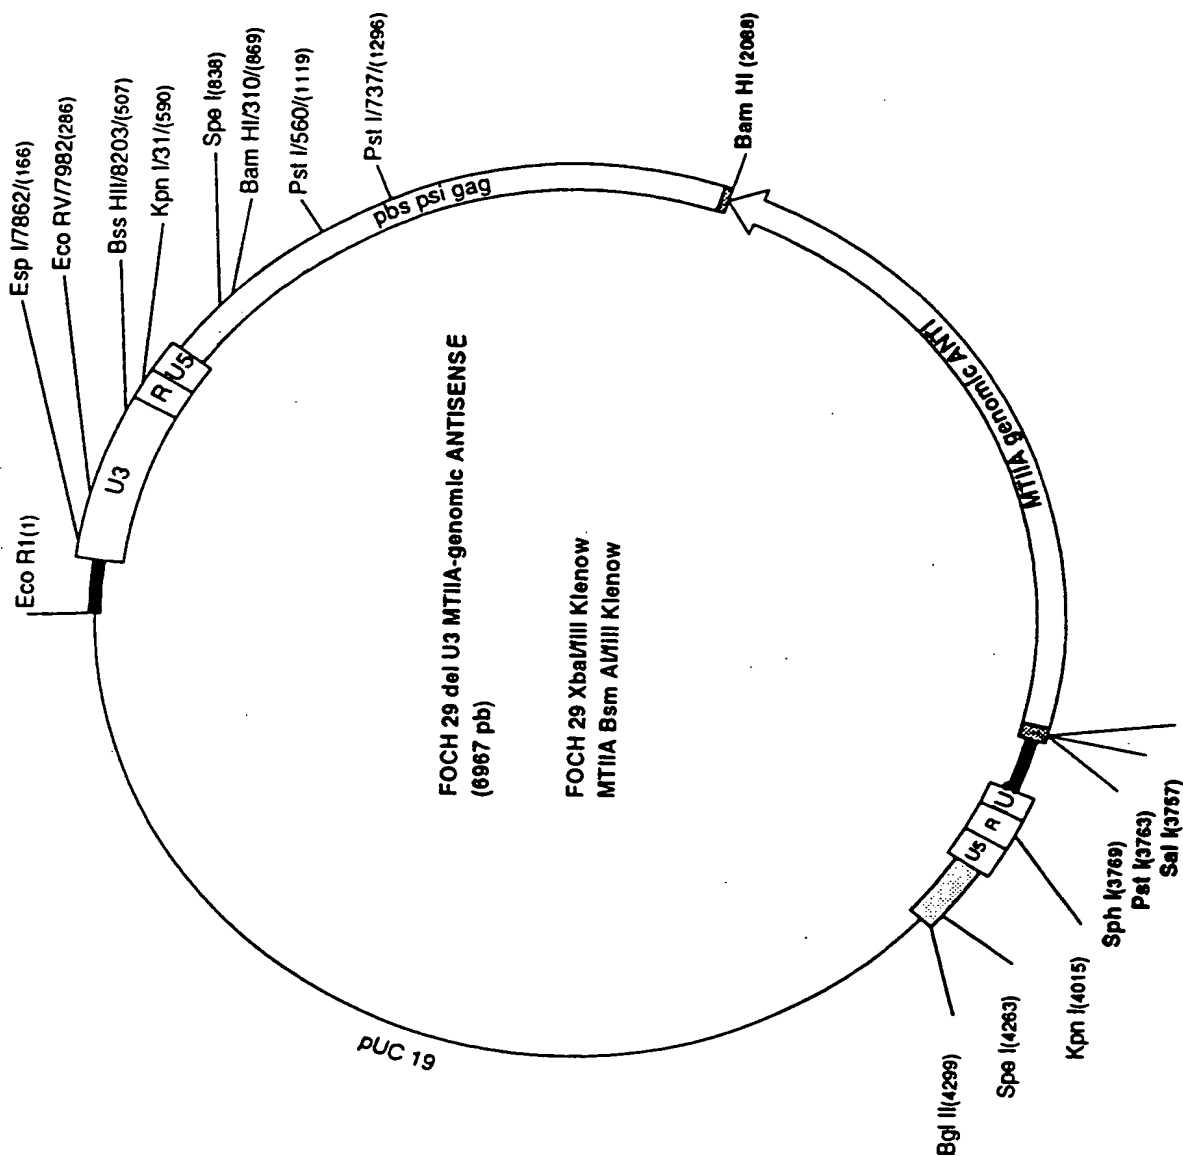 Eco R1(1)
Esp I/7862/(166)
Eco RV/7982(286)
Bss HII/8203/(507)
Kpn I/31/(590)
Spe I(838)
Bam HI/310/(869)
Pst I/560/(1119)
Pst I/737/(1296)
Bam HI (2088)
U3
R
U5
pbs psi gag
MTIIA genomic ANTI
FOCH 29 del U3 MTIIA-genomic ANTISENSE
(6967 pb)
FOCH 29 XbaI/fill Klenow
MTIIA Bsm AI/fill Klenow
U
R
U5
Sal I(3757)
Pst I(3763)
Sph I(3769)
Kpn I(4015)
Spe I(4263)
Bgl II(4299)
pUC 19